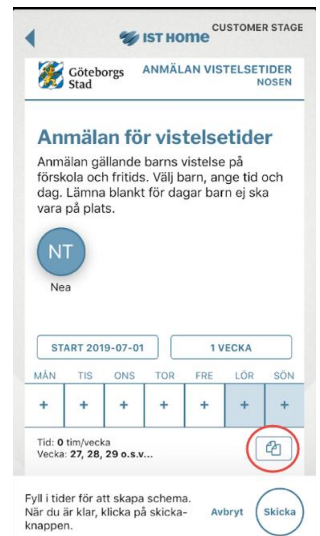 CUSTOMER STAGE
IST HOme
Göteborgs
Stad
ANMÄLAN VISTELSETIDER
NOSEN
Anmälan för vistelsetider
Anmälan gällande barns vistelse på
förskola och fritids. Välj barn, ange tid och
dag. Lämna blankt för dagar barn ej ska
vara på plats.
NT
Nea
START 2019-07-01 1 VECKA
MÅN TIS ONS TOR FRE LÖR SÖN
+ + + + + + +
Tid: 0 tim/vecka
Vecka: 27, 28, 29 o.s.v...
Fyll i tider för att skapa schema.
När du är klar, klicka på skicka-
knappen.
Avbryt Skicka